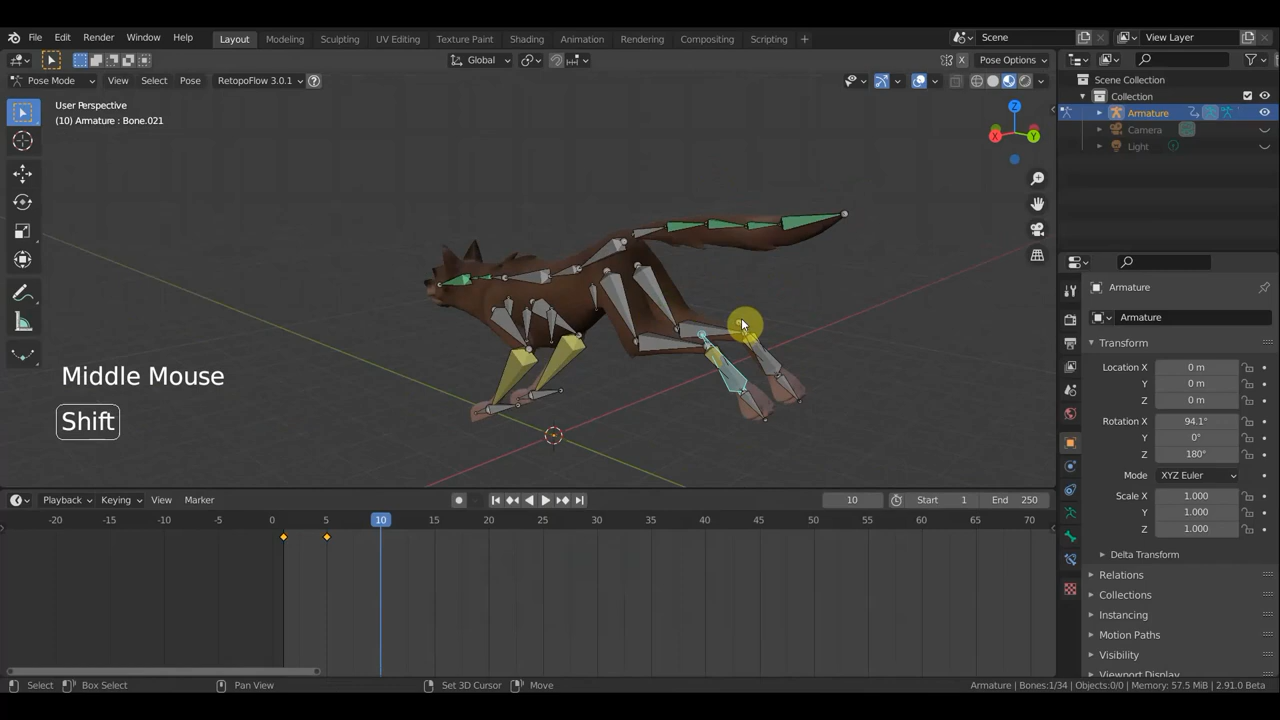 File Edit Render Window Help Layout Modeling Sculpting UV Editing Texture Paint Shading Animation Rendering Compositing Scripting + Scene View Layer
Global X Pose Options
Pose Mode View Select Pose RetopoFlow 3.0.1
User Perspective
(10) Armature : Bone.021
Z
X Y
Middle Mouse
Shift
Scene Collection
Collection
Armature
Camera
Light
Armature
Armature
Transform
Location X 0 m
Y 0 m
Z 0 m
Rotation X 94.1°
Y 0°
Z 180°
Mode XYZ Euler
Scale X 1.000
Y 1.000
Z 1.000
Delta Transform
Relations
Collections
Instancing
Motion Paths
Visibility
Viewport Display
Playback Keying View Marker 10 Start 1 End 250
-20 -15 -10 -5 0 5 10 15 20 25 30 35 40 45 50 55 60 65 70
Select Box Select Pan View Set 3D Cursor Move Armature | Bones:1/34 | Objects:0/0 | Memory: 57.5 MiB | 2.91.0 Beta